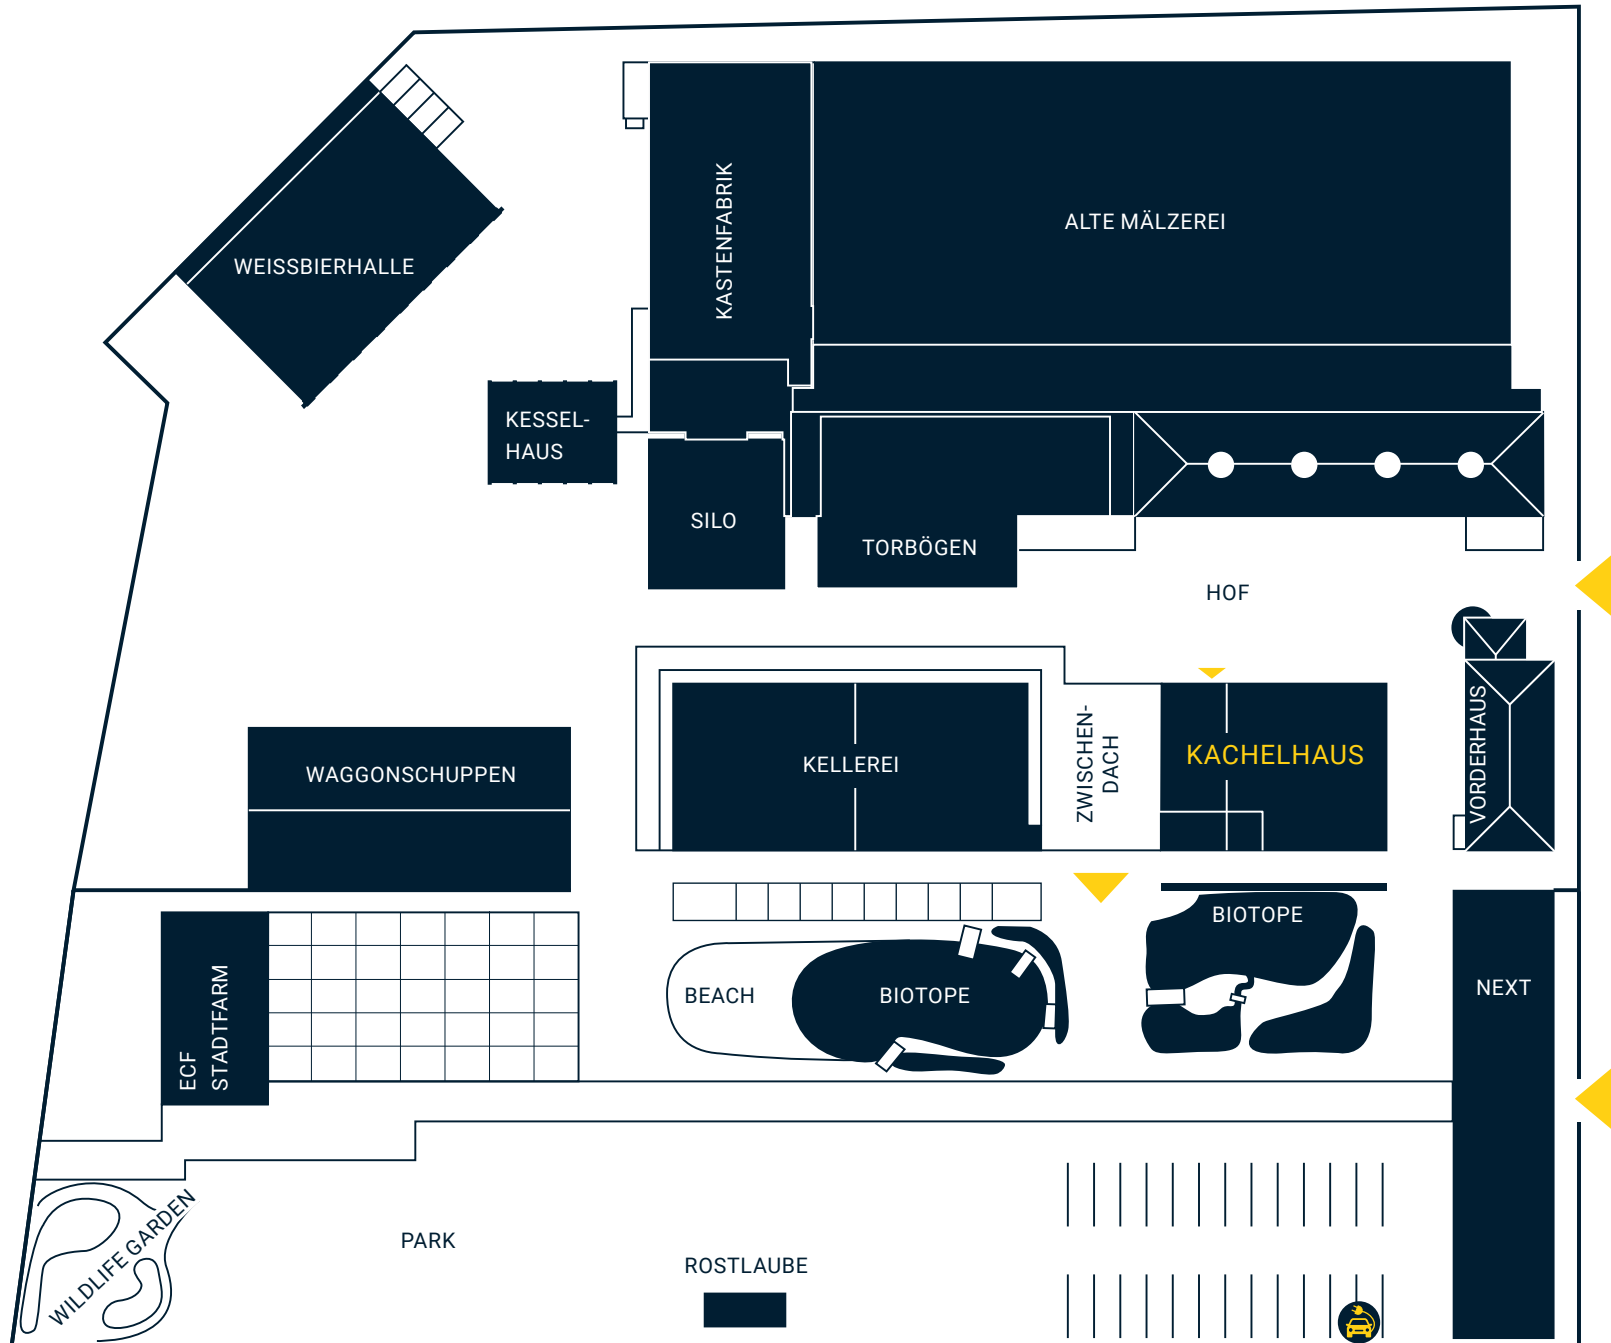 KASTENFABRIK
ALTE MÄLZEREI
WEISSBIERHALLE
KESSEL-
HAUS
SILO
TORBÖGEN
HOF
WAGGONSCHUPPEN
KELLEREI
ZWISCHEN-
DACH
KACHELHAUS
VORDERHAUS
BIOTOPE
ECF
STADTFARM
BEACH
BIOTOPE
NEXT
WILDLIFE GARDEN
PARK
ROSTLAUBE